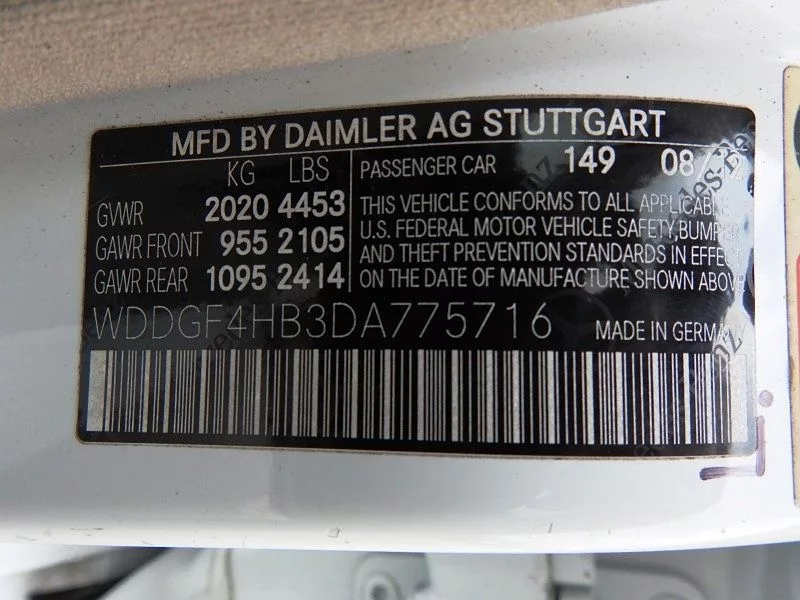 MFD BY DAIMLER AG STUTTGART
KG LBS
GVWR 2020 4453
GAWR FRONT 955 2105
GAWR REAR 1095 2414
PASSENGER CAR 149 08/12
THIS VEHICLE CONFORMS TO ALL APPLICABLE
U.S. FEDERAL MOTOR VEHICLE SAFETY, BUMPER
AND THEFT PREVENTION STANDARDS IN EFFECT
ON THE DATE OF MANUFACTURE SHOWN ABOVE
WDDGF4HB3DA775716 MADE IN GERMANY